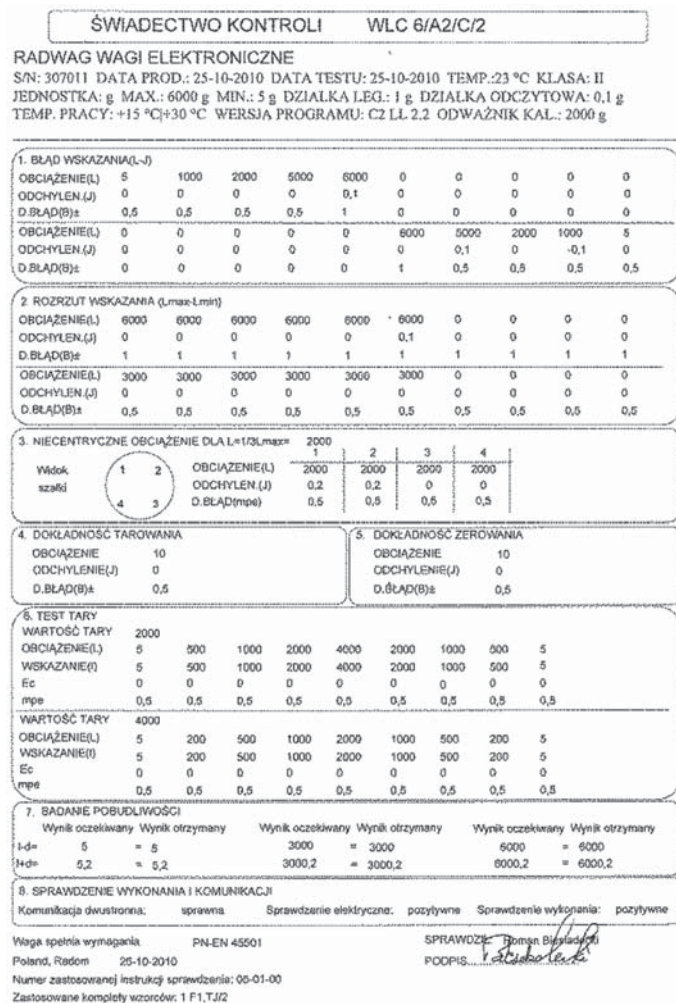 ŚWIADECTWO KONTROLI WLC 6/A2/C/2
RADWAG WAGI ELEKTRONICZNE
S/N: 307011 DATA PROD.: 25-10-2010 DATA TESTU: 25-10-2010 TEMP.:23 °C KLASA: II
JEDNOSTKA: g MAX.: 6000 g MIN.: 5 g DZIAŁKA LEG.: 1 g DZIAŁKA ODCZYTOWA: 0,1 g
TEMP. PRACY: +15 °C|+30 °C WERSJA PROGRAMU: C2 LL 2.2 ODWAŻNIK KAL.: 2000 g
1. BŁĄD WSKAZANIA(L-J)
OBCIĄŻENIE(L) 5 1000 2000 5000 6000 0 0 0 0 0
ODCHYLEN.(J) 0 0 0 0 0,1 0 0 0 0 0
D.BŁĄD(B)± 0,5 0,5 0,5 0,5 1 0 0 0 0 0
OBCIĄŻENIE(L) 0 0 0 0 0 6000 5000 2000 1000 5
ODCHYLEN.(J) 0 0 0 0 0 0 0,1 0 -0,1 0
D.BŁĄD(B)± 0 0 0 0 0 1 0,5 0,5 0,5 0,5
2. ROZRZUT WSKAZANIA (Lmax-Lmin)
OBCIĄŻENIE(L) 6000 6000 6000 6000 6000 6000 0 0 0 0
ODCHYLEN.(J) 0 0 0 0 0 0,1 0 0 0 0
D.BŁĄD(B)± 1 1 1 1 1 1 1 1 1 1
OBCIĄŻENIE(L) 3000 3000 3000 3000 3000 3000 0 0 0 0
ODCHYLEN.(J) 0 0 0 0 0 0 0 0 0 0
D.BŁĄD(B)± 0,5 0,5 0,5 0,5 0,5 0,5 0,5 0,5 0,5 0,5
3. NIECENTRYCZNE OBCIĄŻENIE DLA L=1/3Lmax= 2000
1 2 3 4
Widok szalki
1 2
4 3
OBCIĄŻENIE(L) 2000 2000 2000 2000
ODCHYLEN.(J) 0,2 0,2 0 0
D.BŁĄD(mpe) 0,5 0,5 0,5 0,5
4. DOKŁADNOŚĆ TAROWANIA
OBCIĄŻENIE 10
ODCHYLENIE(J) 0
D.BŁĄD(B)± 0,5
5. DOKŁADNOŚĆ ZEROWANIA
OBCIĄŻENIE 10
ODCHYLENIE(J) 0
D.BŁĄD(B)± 0,5
6. TEST TARY
WARTOŚĆ TARY 2000
OBCIĄŻENIE(L) 5 500 1000 2000 4000 2000 1000 500 5
WSKAZANIE(I) 5 500 1000 2000 4000 2000 1000 500 5
Ec 0 0 0 0 0 0 0 0 0
mpe 0,5 0,5 0,5 0,5 0,5 0,5 0,5 0,5 0,5
WARTOŚĆ TARY 4000
OBCIĄŻENIE(L) 5 200 500 1000 2000 1000 500 200 5
WSKAZANIE(I) 5 200 500 1000 2000 1000 500 200 5
Ec 0 0 0 0 0 0 0 0 0
mpe 0,5 0,5 0,5 0,5 0,5 0,5 0,5 0,5 0,5
7. BADANIE POBUDLIWOŚCI
Wynik oczekiwany Wynik otrzymany Wynik oczekiwany Wynik otrzymany Wynik oczekiwany Wynik otrzymany
I-d= 5 = 5 3000 = 3000 6000 = 6000
I+d= 5,2 = 5,2 3000,2 = 3000,2 6000,2 = 6000,2
8. SPRAWDZENIE WYKONANIA I KOMUNIKACJI
Komunikacja dwustronna: sprawna Sprawdzenie elektryczne: pozytywne Sprawdzenie wykonania: pozytywne
Waga spełnia wymagania PN-EN 45501 SPRAWDZIŁ: Roman
Poland, Radom 25-10-2010 PODPIS
Numer zastosowanej instrukcji sprawdzenia: 06-01-00
Zastosowane komplety wzorców: 1 F1,TJ/2